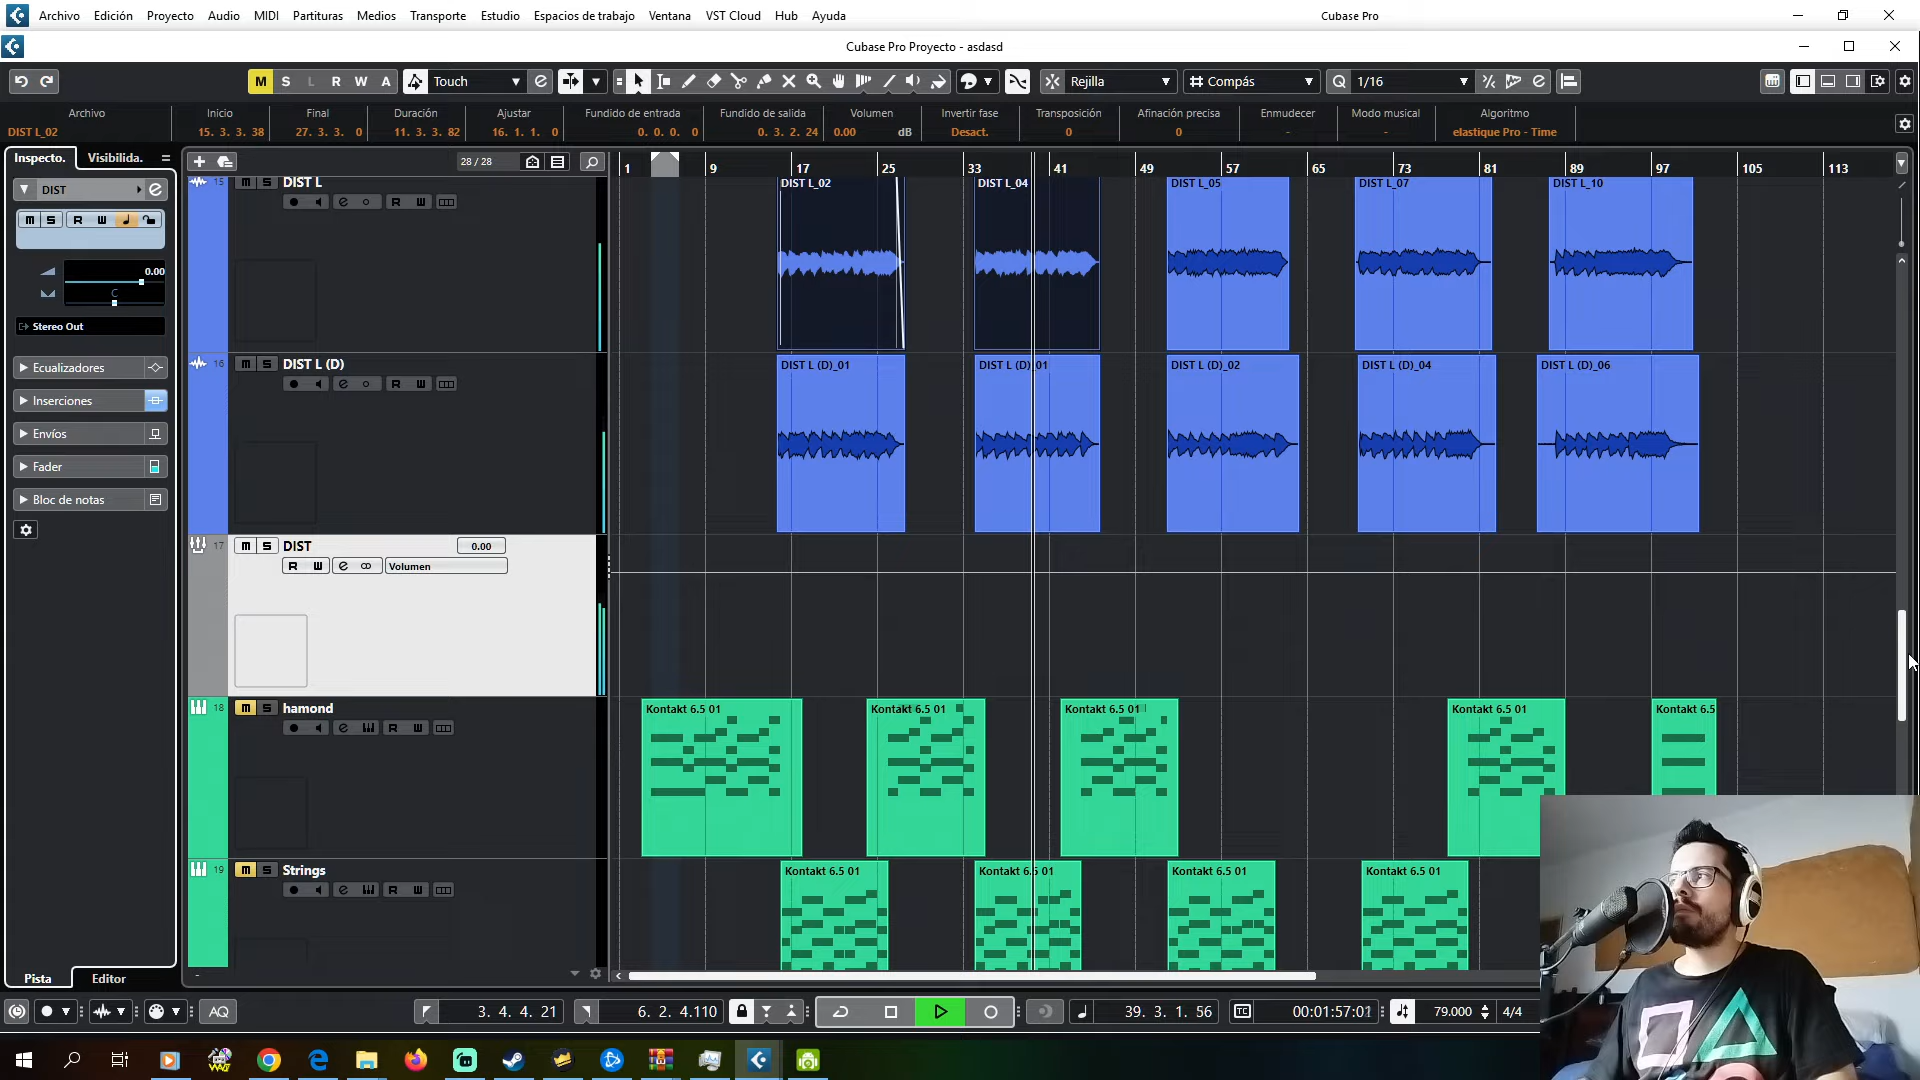 Archivo Edición Proyecto Audio MIDI Partituras Medios Transporte Estudio Espacios de trabajo Ventana VST Cloud Hub Ayuda Cubase Pro
Cubase Pro Proyecto - asdasd
M S L R W A Touch Rejilla Compás Q 1/16
Archivo Inicio Final Duración Ajustar Fundido de entrada Fundido de salida Volumen Invertir fase Transposición Afinación precisa Enmudecer Modo musical Algoritmo
DIST L_02 15. 3. 3. 38 27. 3. 3. 0 11. 3. 3. 82 16. 1. 1. 0 0. 0. 0. 0 0. 3. 2. 24 0.00 dB Desact. 0 0 - - elastique Pro - Time
Inspecto. Visibilida. 28 / 28
1 9 17 25 33 41 49 57 65 73 81 89 97 105 113
DIST
M S R W
0.00
C
Stereo Out
Ecualizadores
Inserciones
Envíos
Fader
Bloc de notas
15 m S DIST L
R W
DIST L_02 DIST L_04 DIST L_05 DIST L_07 DIST L_10
16 m S DIST L (D)
R W
DIST L (D)_01 DIST L (D)_01 DIST L (D)_02 DIST L (D)_04 DIST L (D)_06
17 m S DIST 0.00
R W Volumen
18 m S hamond
R W
Kontakt 6.5 01 Kontakt 6.5 01 Kontakt 6.5 01 Kontakt 6.5 01 Kontakt 6.5
19 m S Strings
R W
Kontakt 6.5 01 Kontakt 6.5 01 Kontakt 6.5 01 Kontakt 6.5 01
Pista Editor
AQ 3. 4. 4. 21 6. 2. 4.110 39. 3. 1. 56 00:01:57:01 79.000 4/4